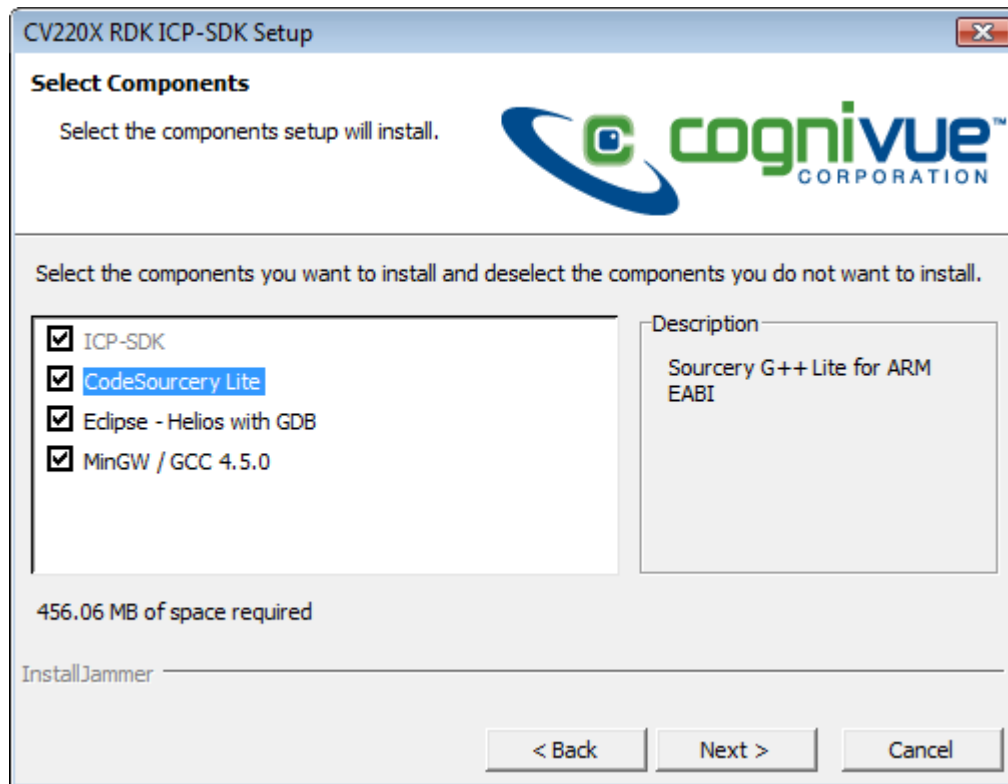 CV220X RDK ICP-SDK Setup
Select Components
Select the components setup will install.
cognivue™
CORPORATION
Select the components you want to install and deselect the components you do not want to install.
ICP-SDK
CodeSourcery Lite
Eclipse - Helios with GDB
MinGW / GCC 4.5.0
Description
Sourcery G++ Lite for ARM
EABI
456.06 MB of space required
InstallJammer
< Back
Next >
Cancel